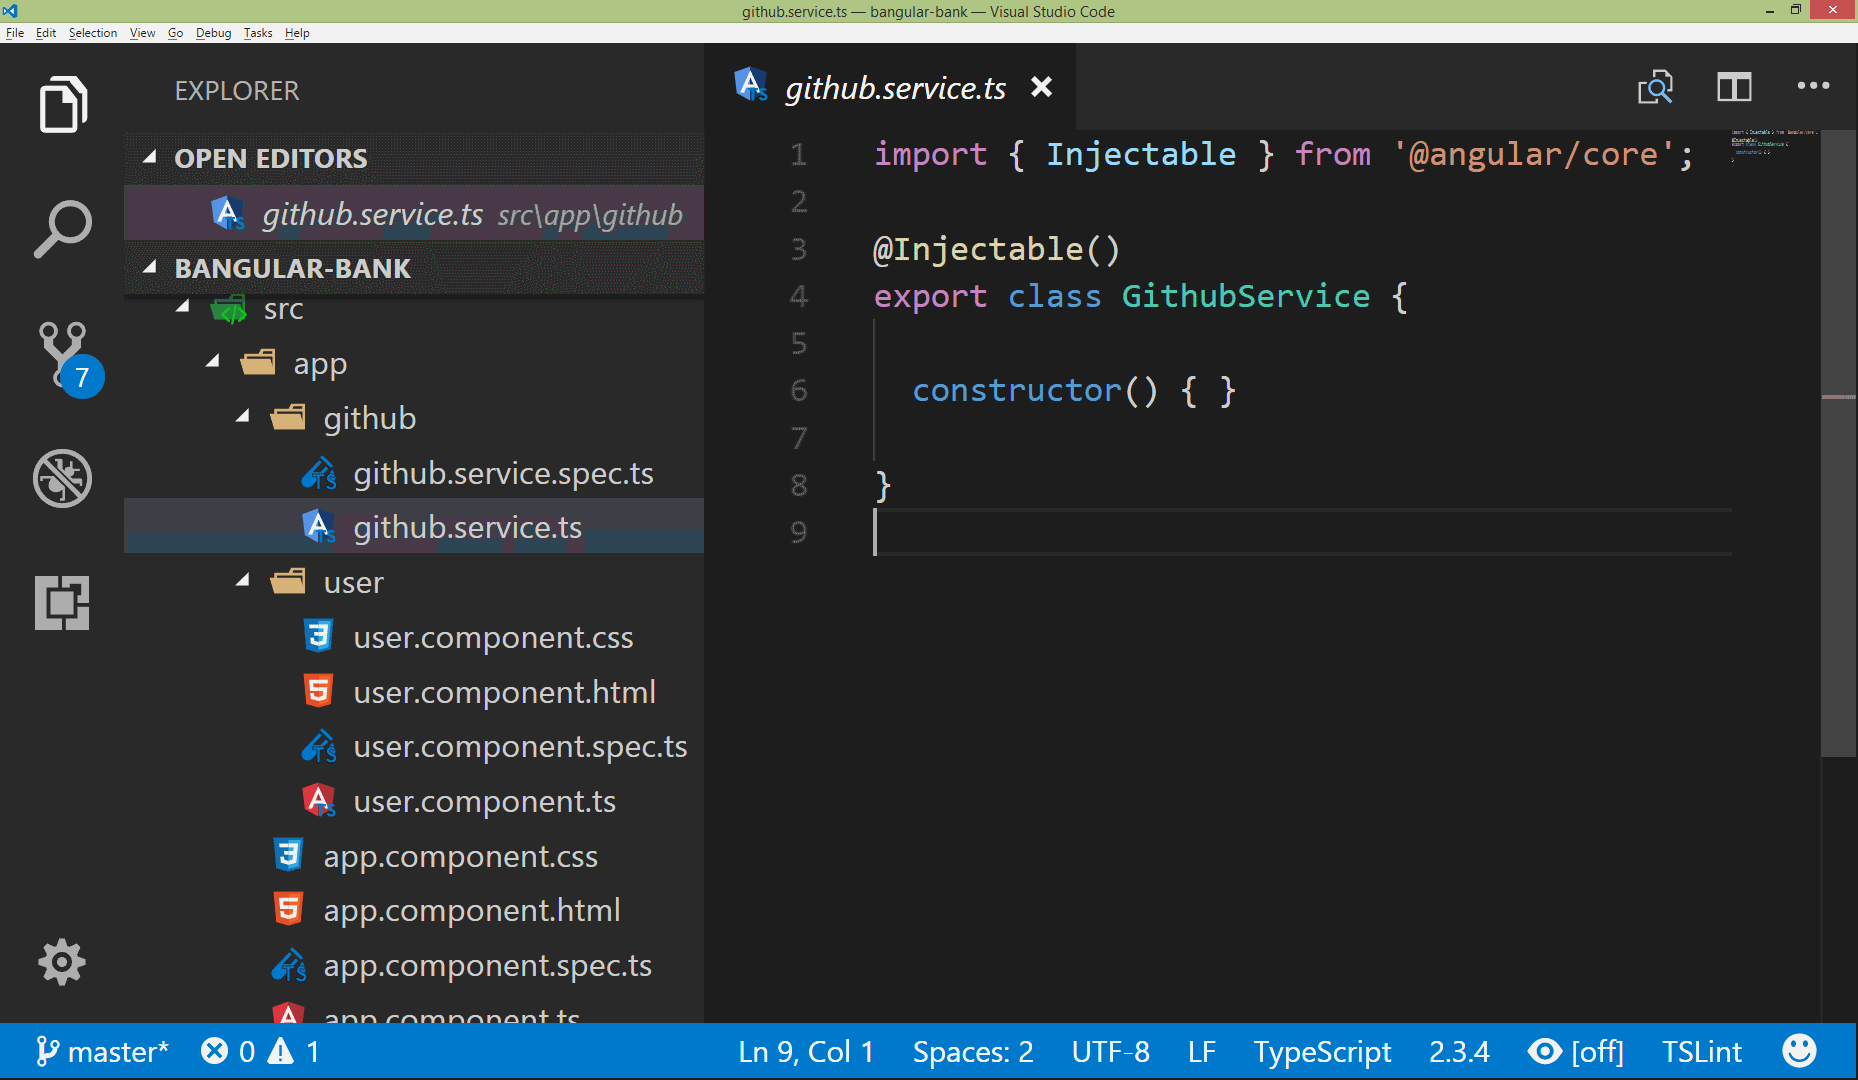 github.service.ts — bangular-bank — Visual Studio Code
File Edit Selection View Go Debug Tasks Help
EXPLORER
OPEN EDITORS
github.service.ts src\app\github
BANGULAR-BANK
src
app
github
github.service.spec.ts
github.service.ts
user
user.component.css
user.component.html
user.component.spec.ts
user.component.ts
app.component.css
app.component.html
app.component.spec.ts
app.component.ts
7
github.service.ts
1 import { Injectable } from '@angular/core';
2
3 @Injectable()
4 export class GithubService {
5
6   constructor() { }
7
8 }
9
master* 0 1 Ln 9, Col 1 Spaces: 2 UTF-8 LF TypeScript 2.3.4 [off] TSLint